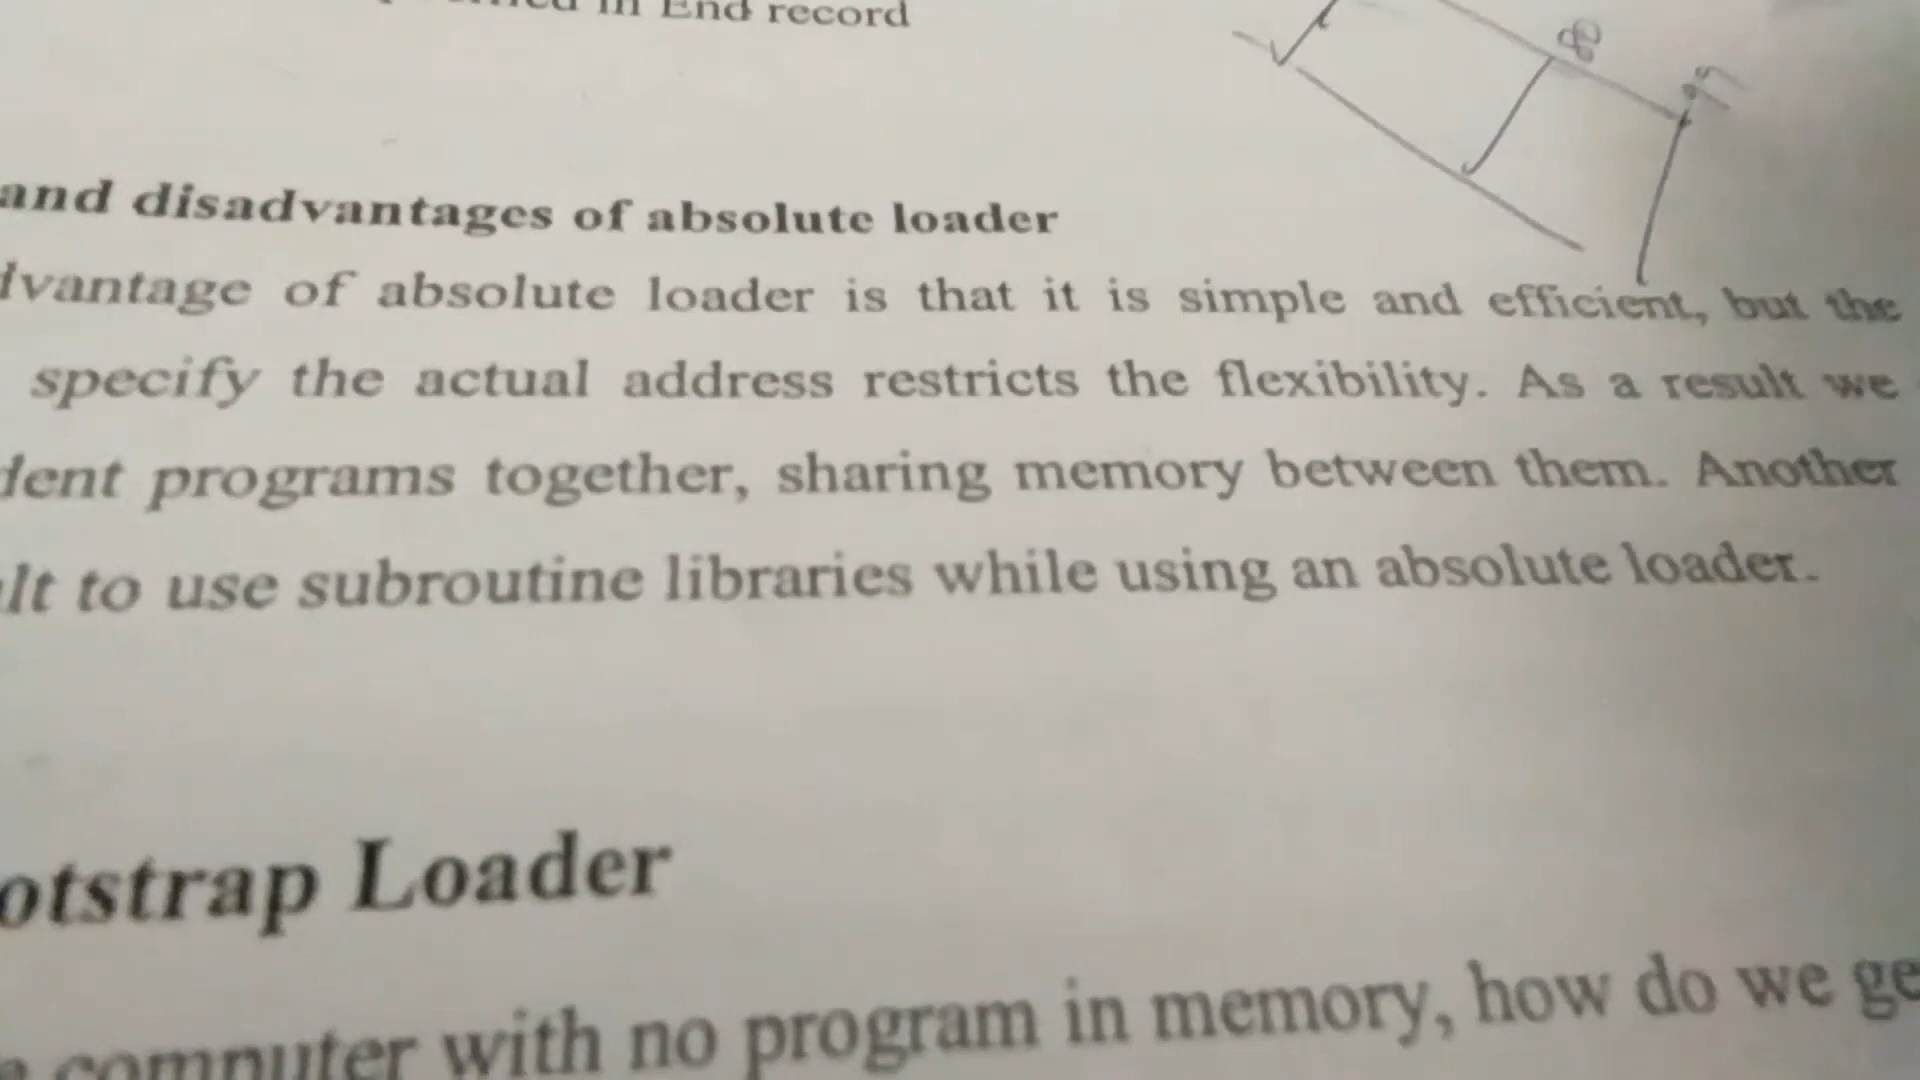 in End record
and disadvantages of absolute loader
dvantage of absolute loader is that it is simple and efficient, but the
specify the actual address restricts the flexibility. As a result we
dent programs together, sharing memory between them. Another
lt to use subroutine libraries while using an absolute loader.
otstrap Loader
computer with no program in memory, how do we ge